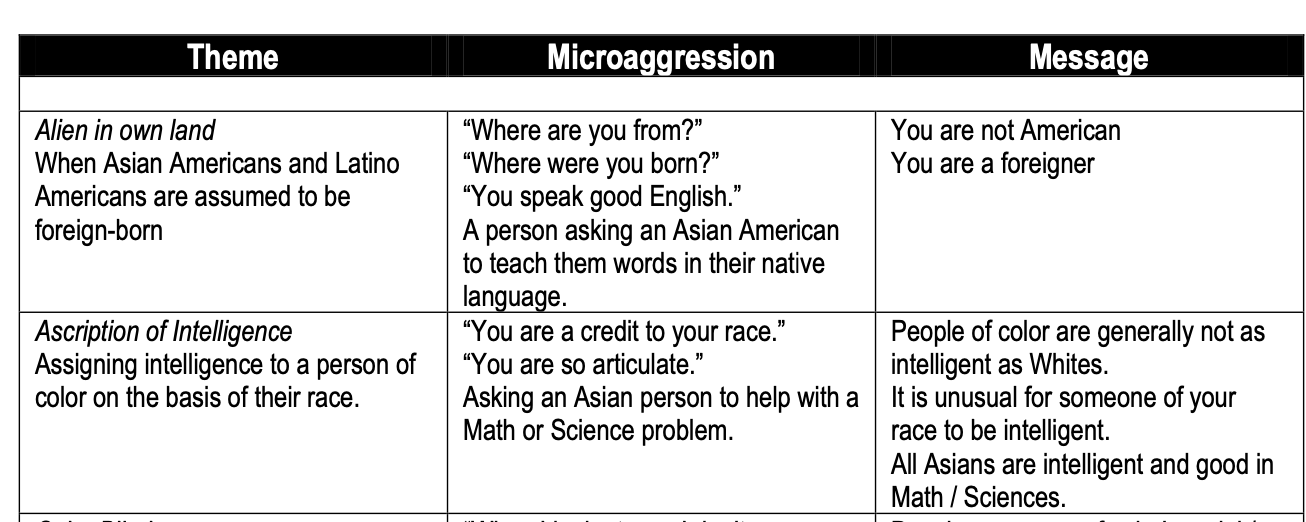 Theme Microaggression Message
Alien in own land
When Asian Americans and Latino
Americans are assumed to be
foreign-born
“Where are you from?”
“Where were you born?”
“You speak good English.”
A person asking an Asian American
to teach them words in their native
language.
You are not American
You are a foreigner
Ascription of Intelligence
Assigning intelligence to a person of
color on the basis of their race.
“You are a credit to your race.”
“You are so articulate.”
Asking an Asian person to help with a
Math or Science problem.
People of color are generally not as
intelligent as Whites.
It is unusual for someone of your
race to be intelligent.
All Asians are intelligent and good in
Math / Sciences.